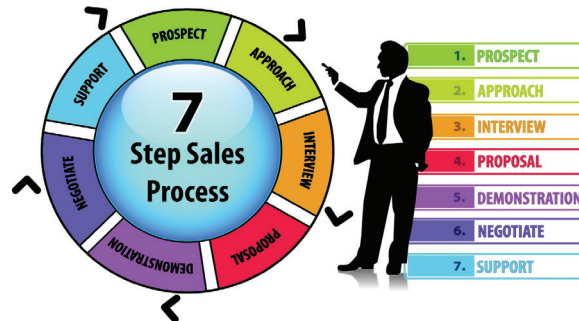 PROSPECT
APPROACH
INTERVIEW
PROPOSAL
DEMONSTRATION
NEGOTIATE
SUPPORT
7
Step Sales
Process
1. PROSPECT
2. APPROACH
3. INTERVIEW
4. PROPOSAL
5. DEMONSTRATION
6. NEGOTIATE
7. SUPPORT